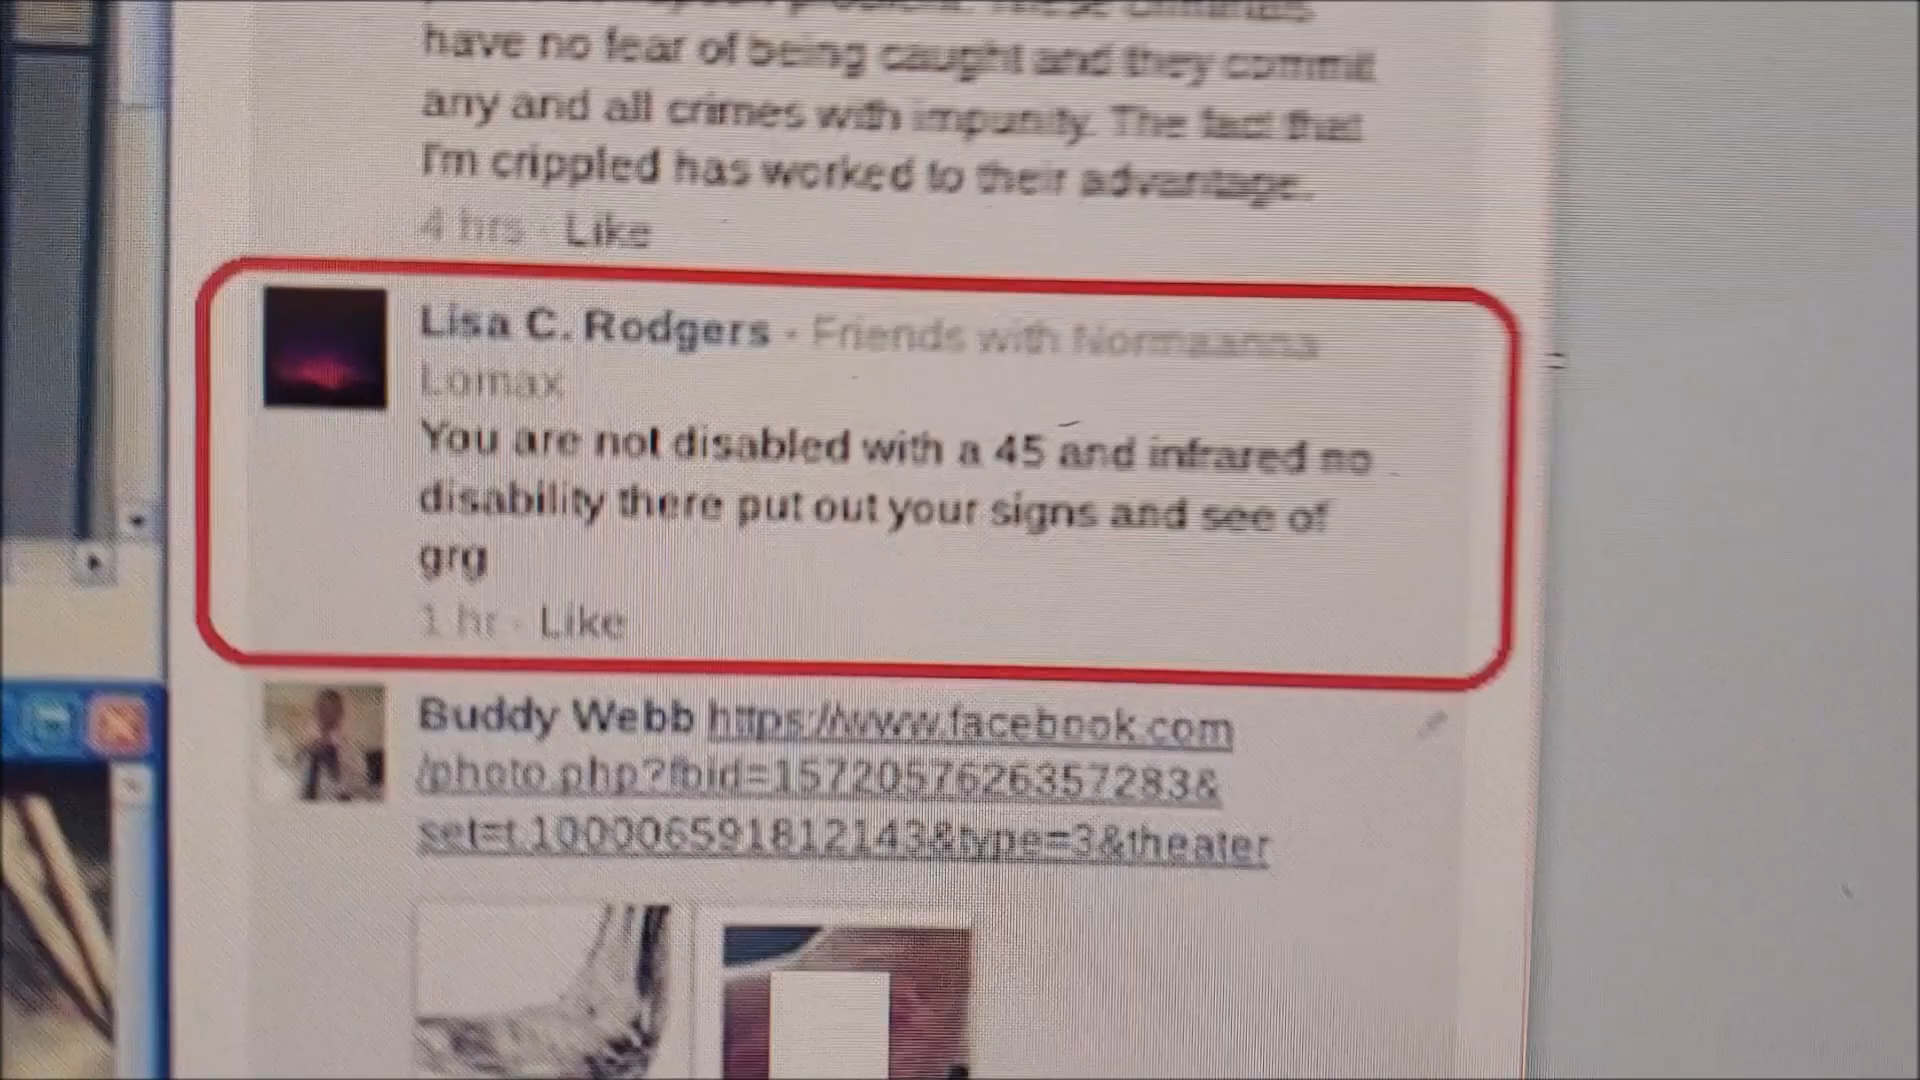 have no fear of being caught and they commit
any and all crimes with impunity. The fact that
I'm crippled has worked to their advantage.
4 hrs · Like
Lisa C. Rodgers - Friends with Normaanna
Lomax
You are not disabled with a 45 and infrared no
disability there put out your signs and see of
grg
1 hr · Like
Buddy Webb https://www.facebook.com
/photo.php?fbid=1572057626357283&
set=t.100006591812143&type=3&theater